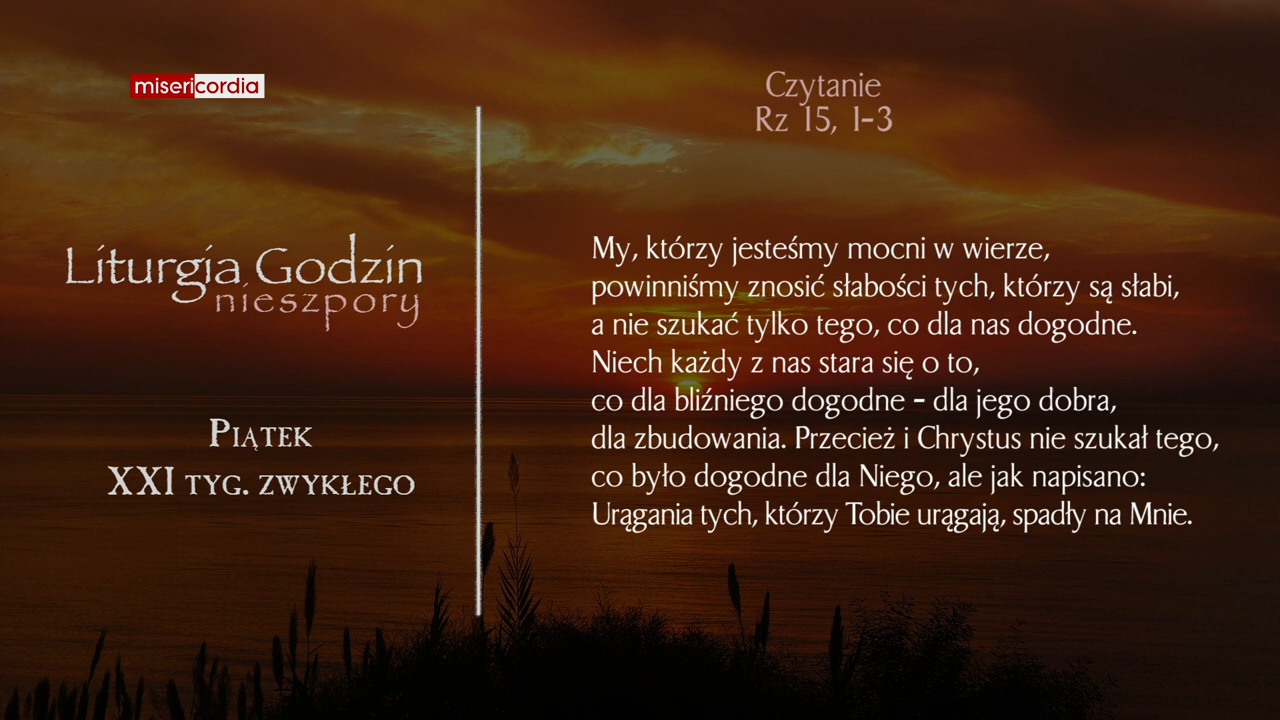 misericordia
Liturgia Godzin
nieszpory
Piątek
XXI tyg. zwykłego
Czytanie
Rz 15, 1-3
My, którzy jesteśmy mocni w wierze,
powinniśmy znosić słabości tych, którzy są słabi,
a nie szukać tylko tego, co dla nas dogodne.
Niech każdy z nas stara się o to,
co dla bliźniego dogodne - dla jego dobra,
dla zbudowania. Przecież i Chrystus nie szukał tego,
co było dogodne dla Niego, ale jak napisano:
Urągania tych, którzy Tobie urągają, spadły na Mnie.